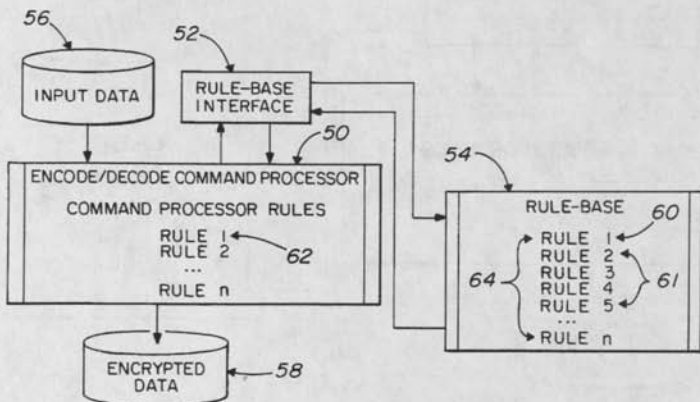 56
INPUT DATA
52
RULE-BASE
INTERFACE
50
ENCODE/DECODE COMMAND PROCESSOR
COMMAND PROCESSOR RULES
RULE 1
RULE 2
...
RULE n
62
ENCRYPTED
DATA
58
54
RULE-BASE
RULE 1
RULE 2
RULE 3
RULE 4
RULE 5
...
RULE n
60
61
64